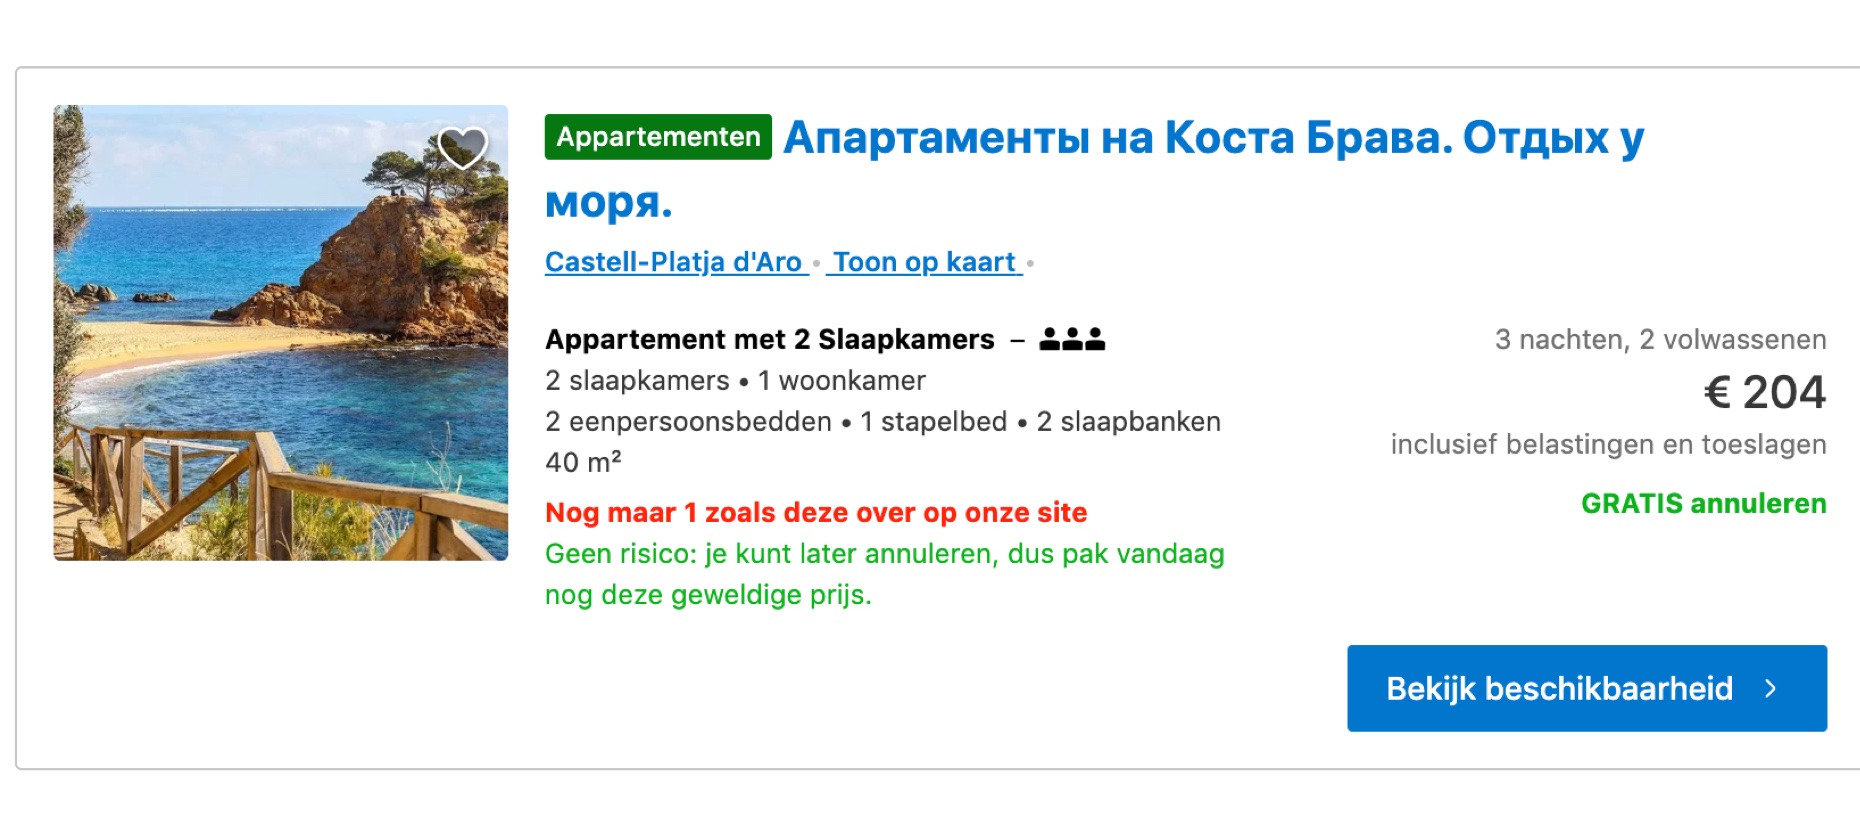 Appartementen Апартаменты на Коста Брава. Отдых у
моря.
Castell-Platja d'Aro • Toon op kaart •
Appartement met 2 Slaapkamers –
2 slaapkamers • 1 woonkamer
2 eenpersoonsbedden • 1 stapelbed • 2 slaapbanken
40 m²
Nog maar 1 zoals deze over op onze site
Geen risico: je kunt later annuleren, dus pak vandaag
nog deze geweldige prijs.
3 nachten, 2 volwassenen
€ 204
inclusief belastingen en toeslagen
GRATIS annuleren
Bekijk beschikbaarheid